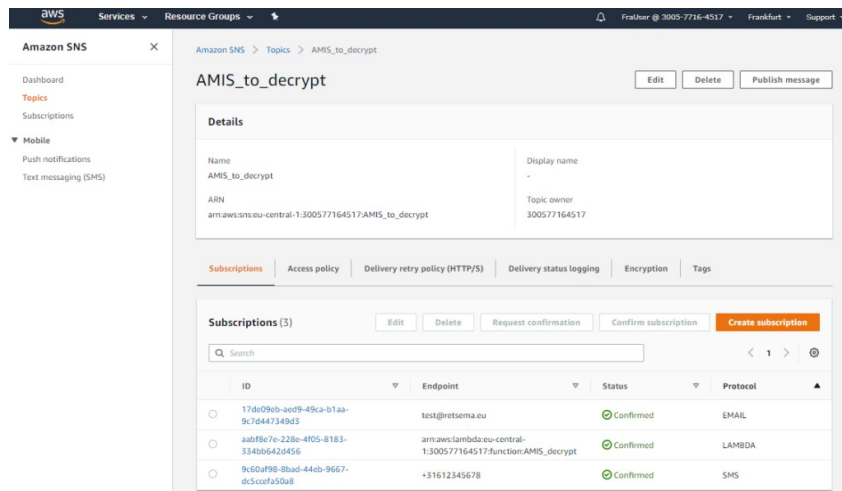 aws Services Resource Groups FraUser @ 3005-7716-4517 Frankfurt Support
Amazon SNS
Dashboard
Topics
Subscriptions
Mobile
Push notifications
Text messaging (SMS)
Amazon SNS > Topics > AMIS_to_decrypt
AMIS_to_decrypt
Edit Delete Publish message
Details
Name
AMIS_to_decrypt
Display name
-
ARN
arn:aws:sns:eu-central-1:300577164517:AMIS_to_decrypt
Topic owner
300577164517
Subscriptions Access policy Delivery retry policy (HTTP/S) Delivery status logging Encryption Tags
Subscriptions (3) Edit Delete Request confirmation Confirm subscription Create subscription
Search
< 1 >
ID Endpoint Status Protocol
17de09eb-aed9-49ca-b1aa-
9c7d447349d3
test@retsema.eu Confirmed EMAIL
aabf8e7e-228e-4f05-8183-
334bb642d456
arn:aws:lambda:eu-central-
1:300577164517:function:AMIS_decrypt
Confirmed LAMBDA
9c60af98-8bad-44eb-9667-
dc5ccefa50a8
+31612345678 Confirmed SMS